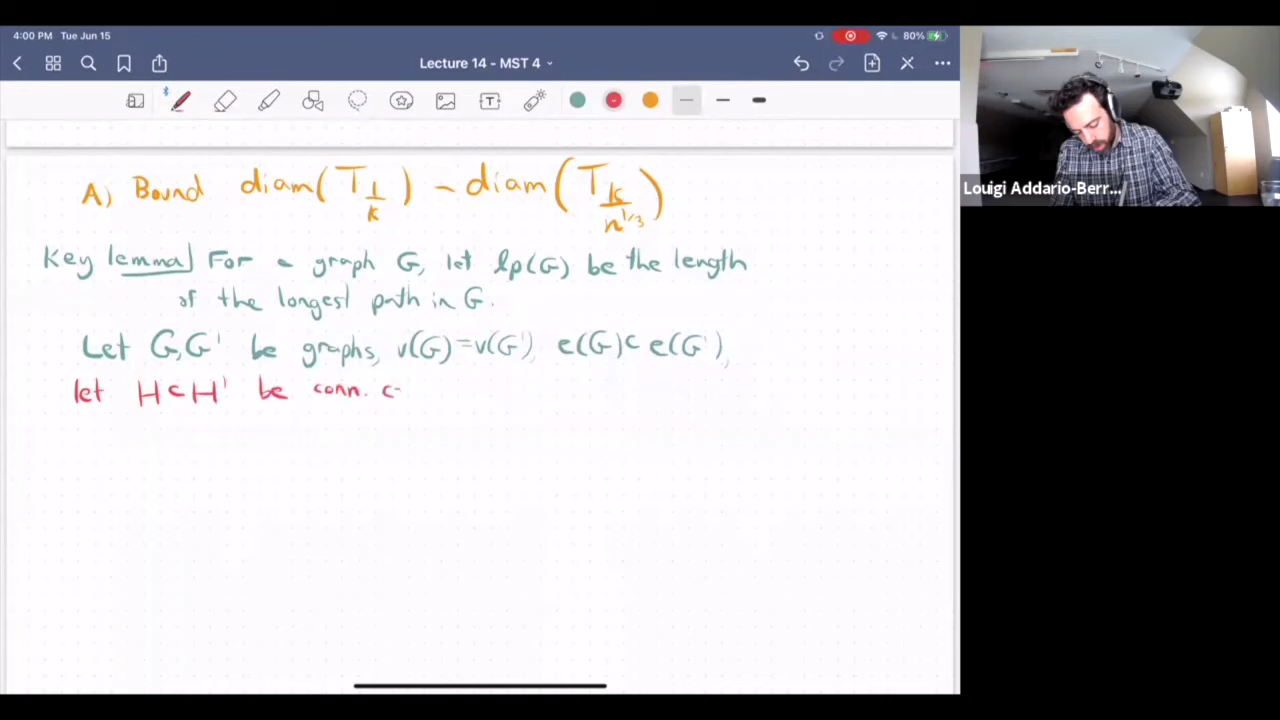 4:00 PM Tue Jun 15
80%
Lecture 14 - MST 4
A) Bound diam(T_{1/k}) - diam(T_{k/n^{1/3}})
Louigi Addario-Berr...
Key lemma] For a graph G, let lp(G) be the length
of the longest path in G.
Let G,G' be graphs, v(G)=v(G'), e(G)⊂e(G'),
let H⊂H' be conn. c